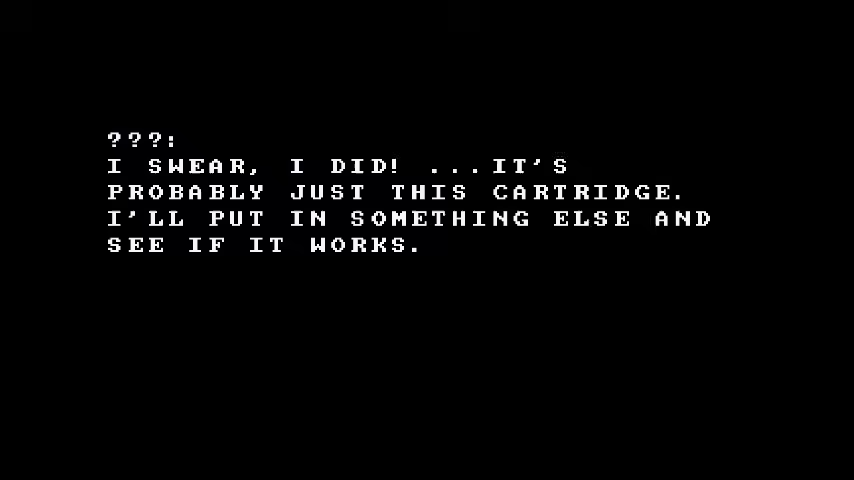 ???:
I SWEAR, I DID! ...IT'S
PROBABLY JUST THIS CARTRIDGE.
I'LL PUT IN SOMETHING ELSE AND
SEE IF IT WORKS.